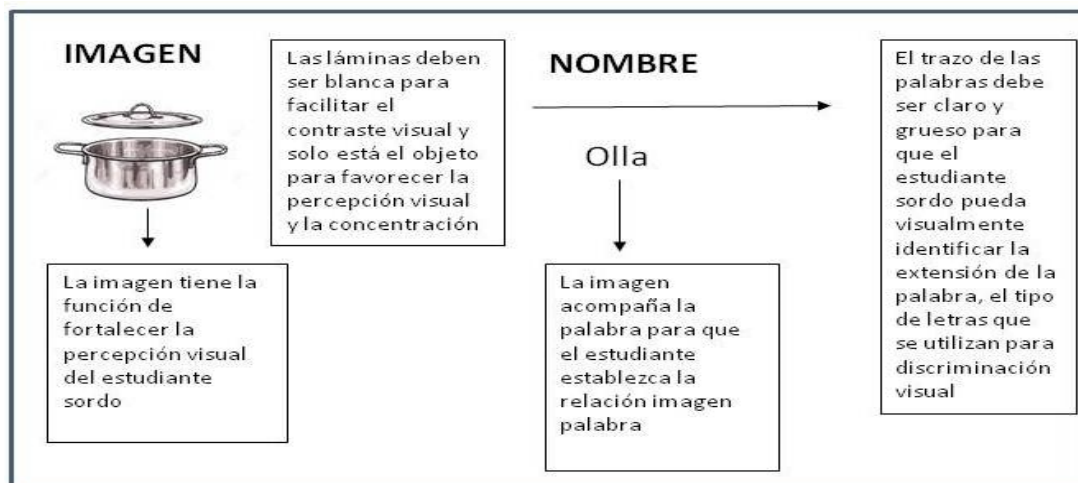 IMAGEN
Las láminas deben
ser blanca para
facilitar el
contraste visual y
solo está el objeto
para favorecer la
percepción visual
y la concentración
La imagen tiene la
función de
fortalecer la
percepción visual
del estudiante
sordo
NOMBRE
Olla
La imagen
acompaña la
palabra para que
el estudiante
establezca la
relación imagen
palabra
El trazo de las
palabras debe
ser claro y
grueso para
que el
estudiante
sordo pueda
visualmente
identificar la
extensión de la
palabra, el tipo
de letras que
se utilizan para
discriminación
visual